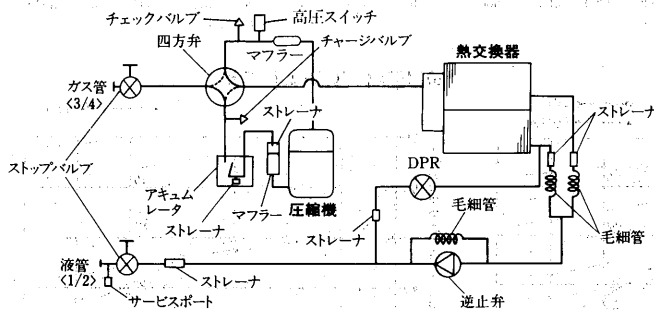 チェックバルブ
高圧スイッチ
四方弁
マフラー
チャージバルブ
熱交換器
ガス管
〈3/4〉
ストレーナ
ストレーナ
DPR
ストップバルブ
アキュム
レータ
ストレーナ
マフラー
圧縮機
毛細管
ストレーナ
毛細管
液管
〈1/2〉
ストレーナ
サービスポート
逆止弁